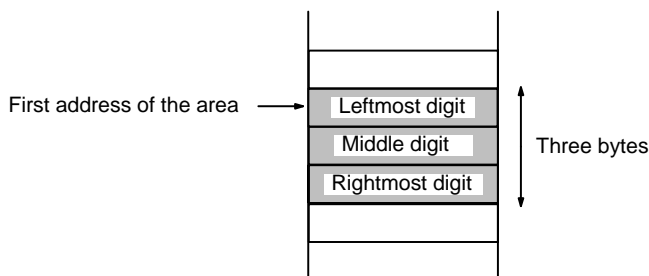 First address of the area
Leftmost digit
Middle digit
Rightmost digit
Three bytes